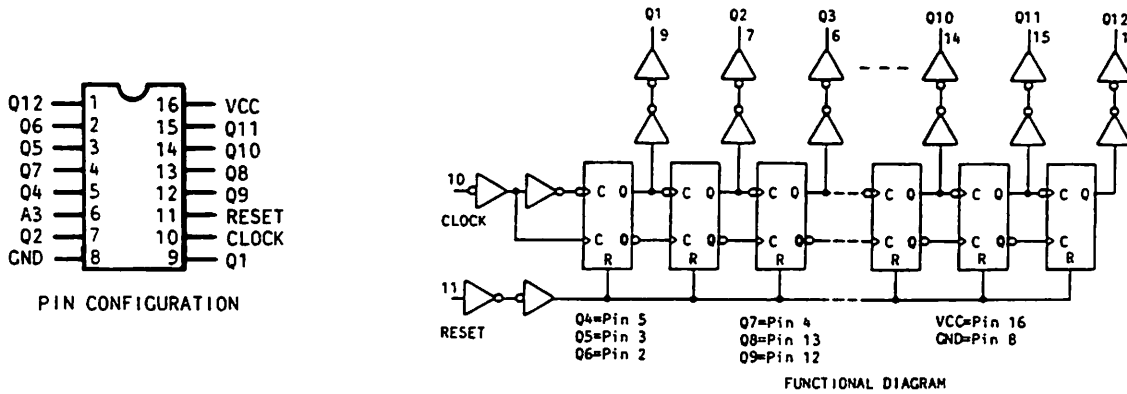 Q12 1 16 VCC
Q6 2 15 Q11
Q5 3 14 Q10
Q7 4 13 Q8
Q4 5 12 Q9
A3 6 11 RESET
Q2 7 10 CLOCK
GND 8 9 Q1
PIN CONFIGURATION
Q1 Q2 Q3 Q10 Q11 Q12
9 7 6 14 15 1
10
CLOCK
C Q C Q C Q C Q C Q C Q
C Q C Q C Q C Q C Q C
R R R R R R
11
RESET
Q4=Pin 5
Q5=Pin 3
Q6=Pin 2
Q7=Pin 4
Q8=Pin 13
Q9=Pin 12
VCC=Pin 16
GND=Pin 8
FUNCTIONAL DIAGRAM